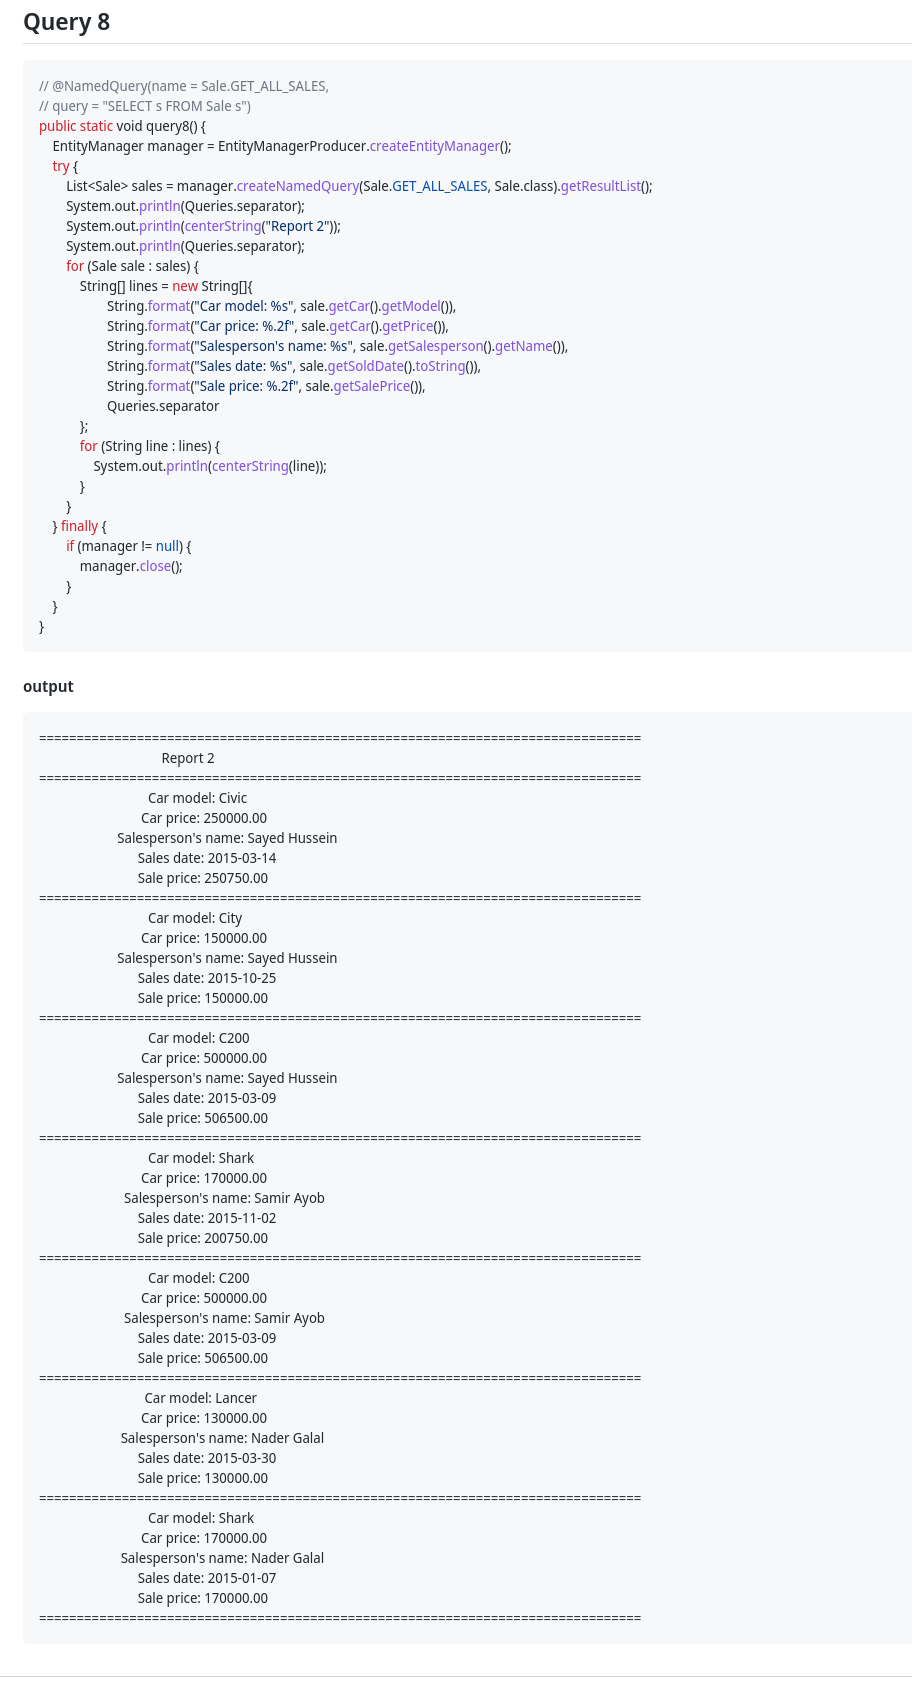 Query 8
// @NamedQuery(name = Sale.GET_ALL_SALES,
// query = "SELECT s FROM Sale s")
public static void query8() {
    EntityManager manager = EntityManagerProducer.createEntityManager();
    try {
        List<Sale> sales = manager.createNamedQuery(Sale.GET_ALL_SALES, Sale.class).getResultList();
        System.out.println(Queries.separator);
        System.out.println(centerString("Report 2"));
        System.out.println(Queries.separator);
        for (Sale sale : sales) {
            String[] lines = new String[]{
                    String.format("Car model: %s", sale.getCar().getModel()),
                    String.format("Car price: %.2f", sale.getCar().getPrice()),
                    String.format("Salesperson's name: %s", sale.getSalesperson().getName()),
                    String.format("Sales date: %s", sale.getSoldDate().toString()),
                    String.format("Sale price: %.2f", sale.getSalePrice()),
                    Queries.separator
            };
            for (String line : lines) {
                System.out.println(centerString(line));
            }
        }
    } finally {
        if (manager != null) {
            manager.close();
        }
    }
}
output
================================================================================
Report 2
================================================================================
Car model: Civic
Car price: 250000.00
Salesperson's name: Sayed Hussein
Sales date: 2015-03-14
Sale price: 250750.00
================================================================================
Car model: City
Car price: 150000.00
Salesperson's name: Sayed Hussein
Sales date: 2015-10-25
Sale price: 150000.00
================================================================================
Car model: C200
Car price: 500000.00
Salesperson's name: Sayed Hussein
Sales date: 2015-03-09
Sale price: 506500.00
================================================================================
Car model: Shark
Car price: 170000.00
Salesperson's name: Samir Ayob
Sales date: 2015-11-02
Sale price: 200750.00
================================================================================
Car model: C200
Car price: 500000.00
Salesperson's name: Samir Ayob
Sales date: 2015-03-09
Sale price: 506500.00
================================================================================
Car model: Lancer
Car price: 130000.00
Salesperson's name: Nader Galal
Sales date: 2015-03-30
Sale price: 130000.00
================================================================================
Car model: Shark
Car price: 170000.00
Salesperson's name: Nader Galal
Sales date: 2015-01-07
Sale price: 170000.00
================================================================================